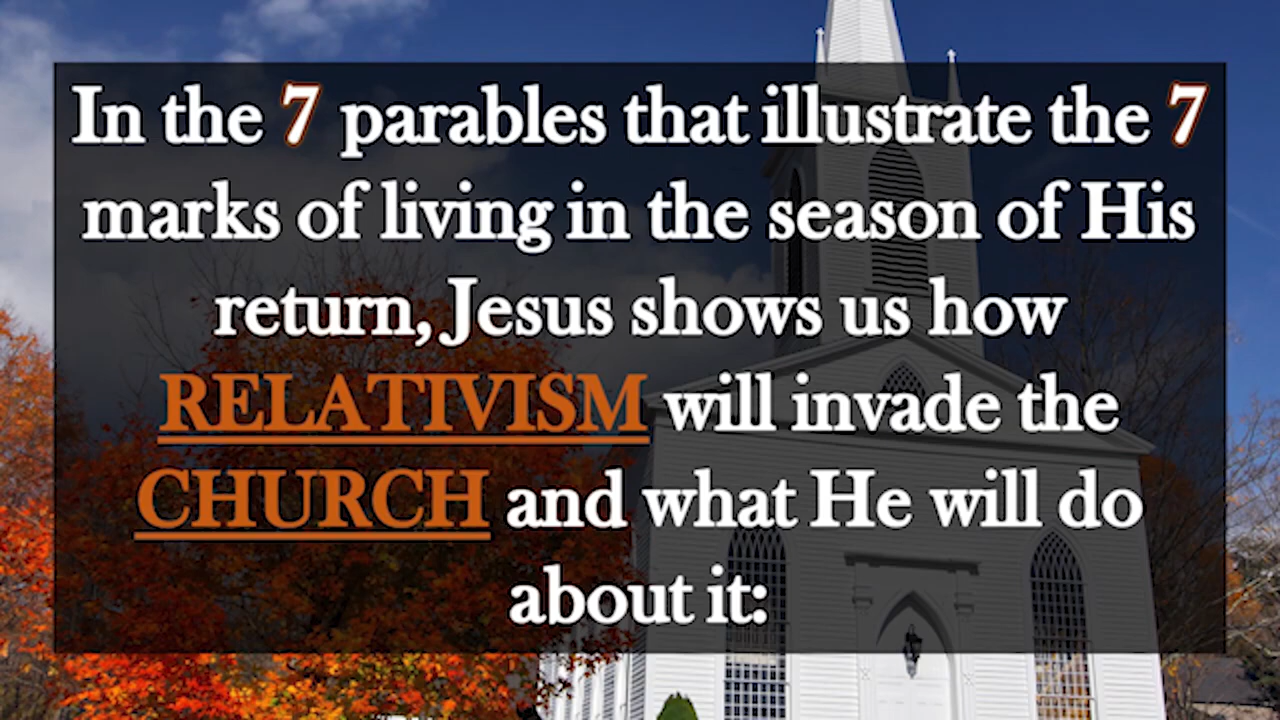 In the 7 parables that illustrate the 7
marks of living in the season of His
return, Jesus shows us how
RELATIVISM will invade the
CHURCH and what He will do
about it: